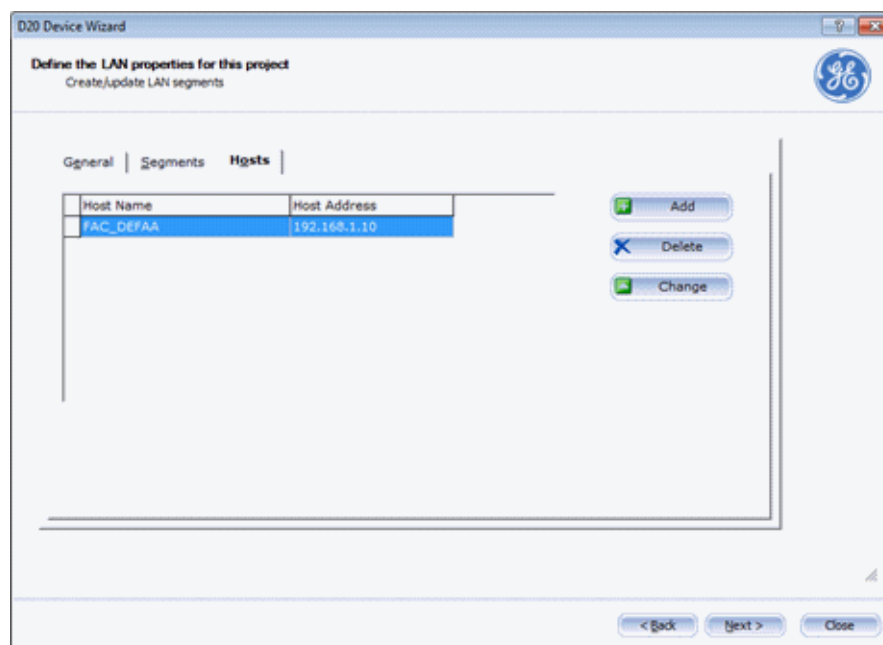 D20 Device Wizard
Define the LAN properties for this project
Create/update LAN segments
General | Segments | Hosts
Host Name Host Address
FAC_DEFAA 192.168.1.10
Add
Delete
Change
< Back Next > Close